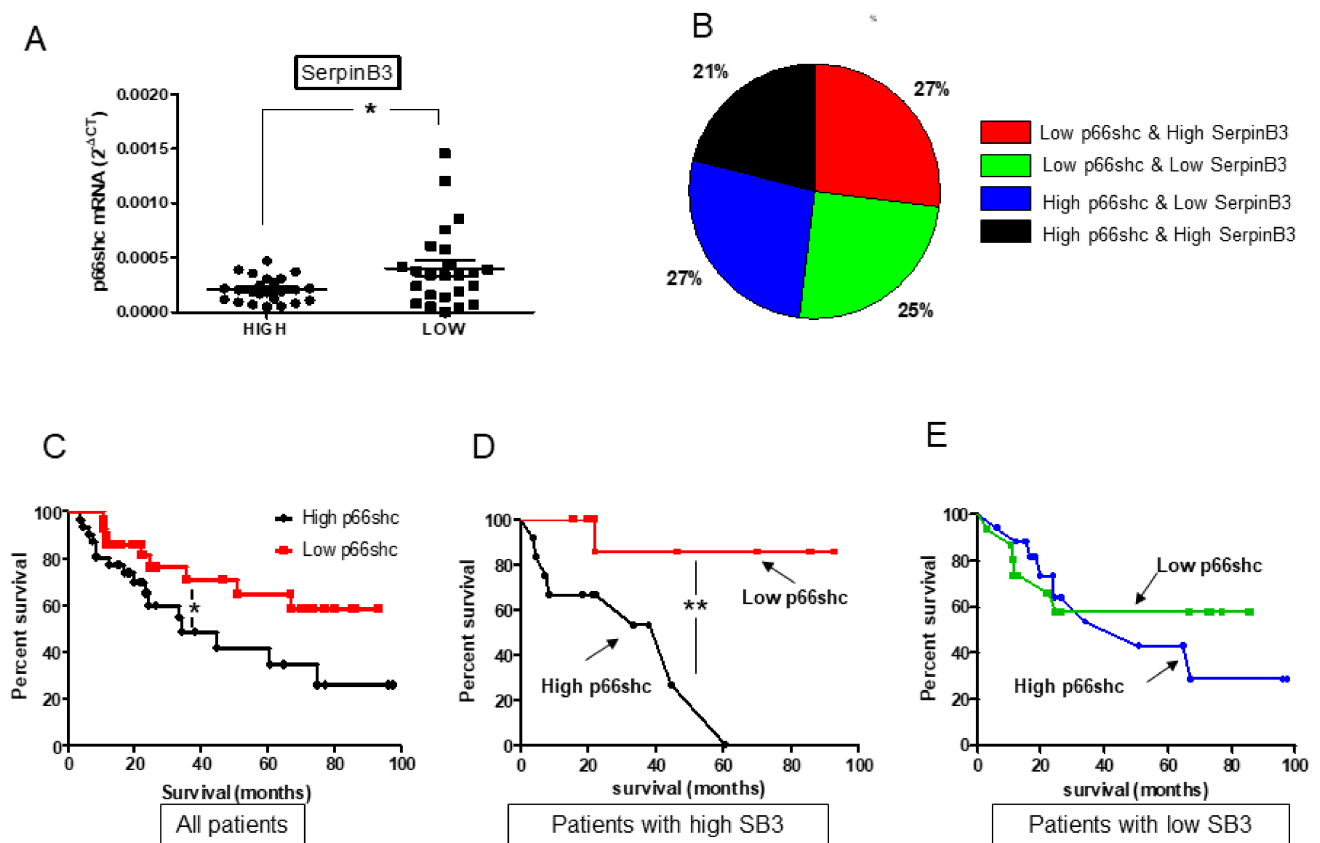 A
SerpinB3
*
p66shc mRNA (2^-ΔCT)
0.0020
0.0015
0.0010
0.0005
0.0000
HIGH
LOW
B
%
21%
27%
27%
25%
Low p66shc & High SerpinB3
Low p66shc & Low SerpinB3
High p66shc & Low SerpinB3
High p66shc & High SerpinB3
C
Percent survival
100
80
60
40
20
0
High p66shc
Low p66shc
*
0 20 40 60 80 100
Survival (months)
All patients
D
Percent survival
100
80
60
40
20
0
**
Low p66shc
High p66shc
0 20 40 60 80 100
survival (months)
Patients with high SB3
E
Percent survival
100
80
60
40
20
0
Low p66shc
High p66shc
0 20 40 60 80 100
survival (months)
Patients with low SB3